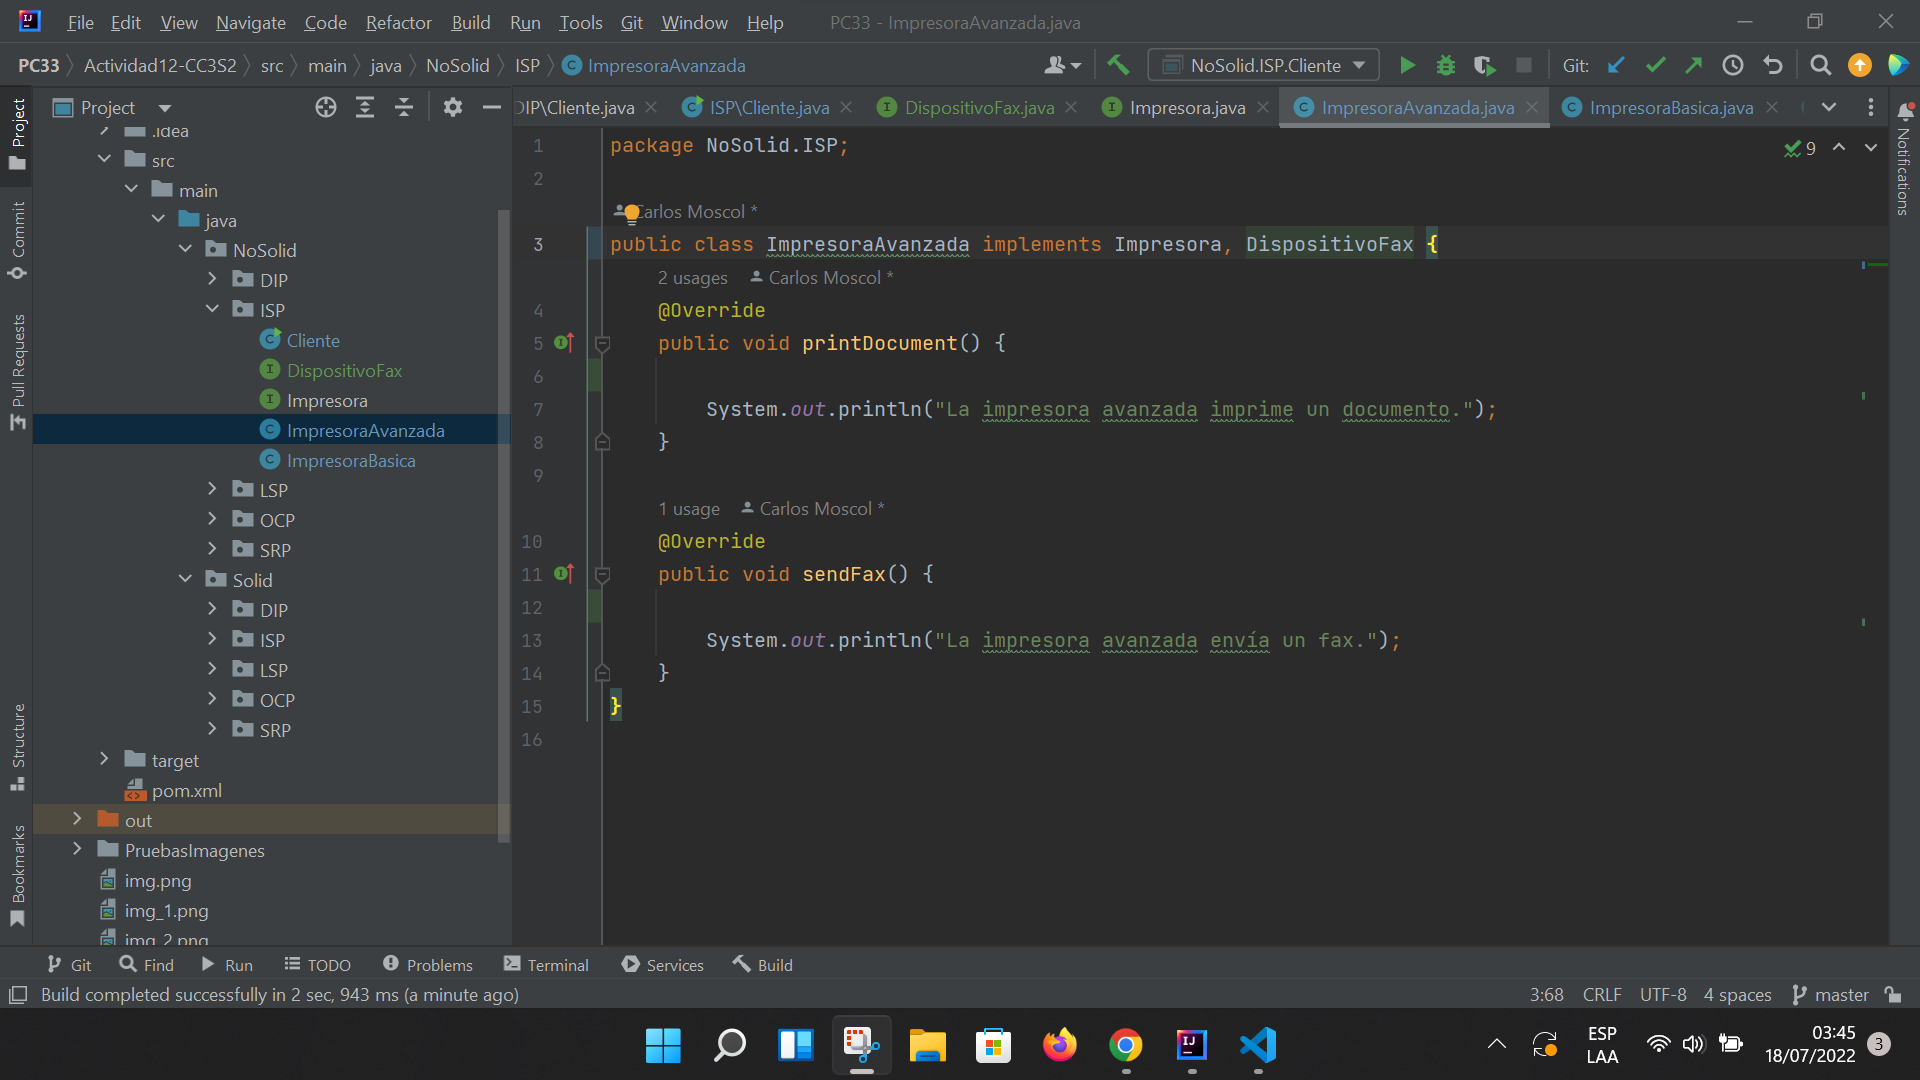 File Edit View Navigate Code Refactor Build Run Tools Git Window Help PC33 - ImpresoraAvanzada.java
PC33 Actividad12-CC3S2 src main java NoSolid ISP ImpresoraAvanzada NoSolid.ISP.Cliente Git:
Project
DIP\Cliente.java ISP\Cliente.java DispositivoFax.java Impresora.java ImpresoraAvanzada.java ImpresoraBasica.java
Project
Commit
Pull Requests
Structure
Bookmarks
Notifications
.idea
src
main
java
NoSolid
DIP
ISP
Cliente
DispositivoFax
Impresora
ImpresoraAvanzada
ImpresoraBasica
LSP
OCP
SRP
Solid
DIP
ISP
LSP
OCP
SRP
target
pom.xml
out
PruebasImagenes
img.png
img_1.png
img_2.png
9
1 package NoSolid.ISP;
2
Carlos Moscol *
3 public class ImpresoraAvanzada implements Impresora, DispositivoFax {
2 usages Carlos Moscol *
4 @Override
5 public void printDocument() {
6
7 System.out.println("La impresora avanzada imprime un documento.");
8 }
9
1 usage Carlos Moscol *
10 @Override
11 public void sendFax() {
12
13 System.out.println("La impresora avanzada envía un fax.");
14 }
15 }
16
Git Find Run TODO Problems Terminal Services Build
Build completed successfully in 2 sec, 943 ms (a minute ago) 3:68 CRLF UTF-8 4 spaces master
ESP
LAA
03:45
18/07/2022
3